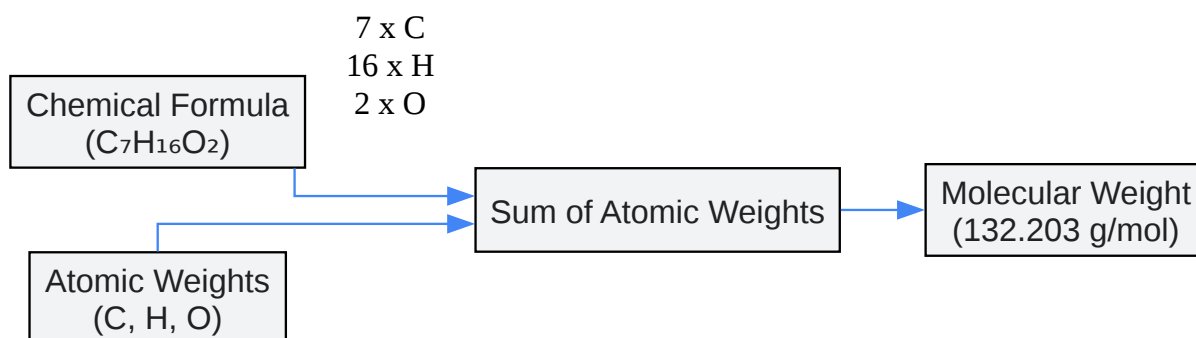 7 x C
16 x H
2 x O
Chemical Formula
(C₇H₁₆O₂)
Atomic Weights
(C, H, O)
Sum of Atomic Weights
Molecular Weight
(132.203 g/mol)